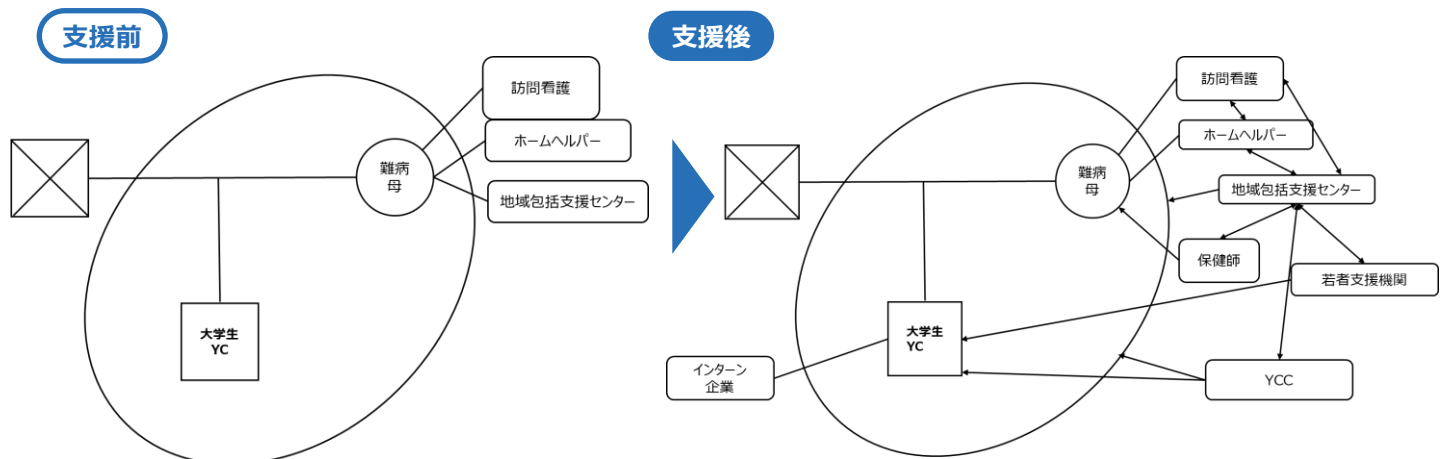 支援前
訪問看護
ホームヘルパー
難病
母
地域包括支援センター
大学生
YC
支援後
訪問看護
ホームヘルパー
難病
母
地域包括支援センター
保健師
若者支援機関
大学生
YC
インターン
企業
YCC